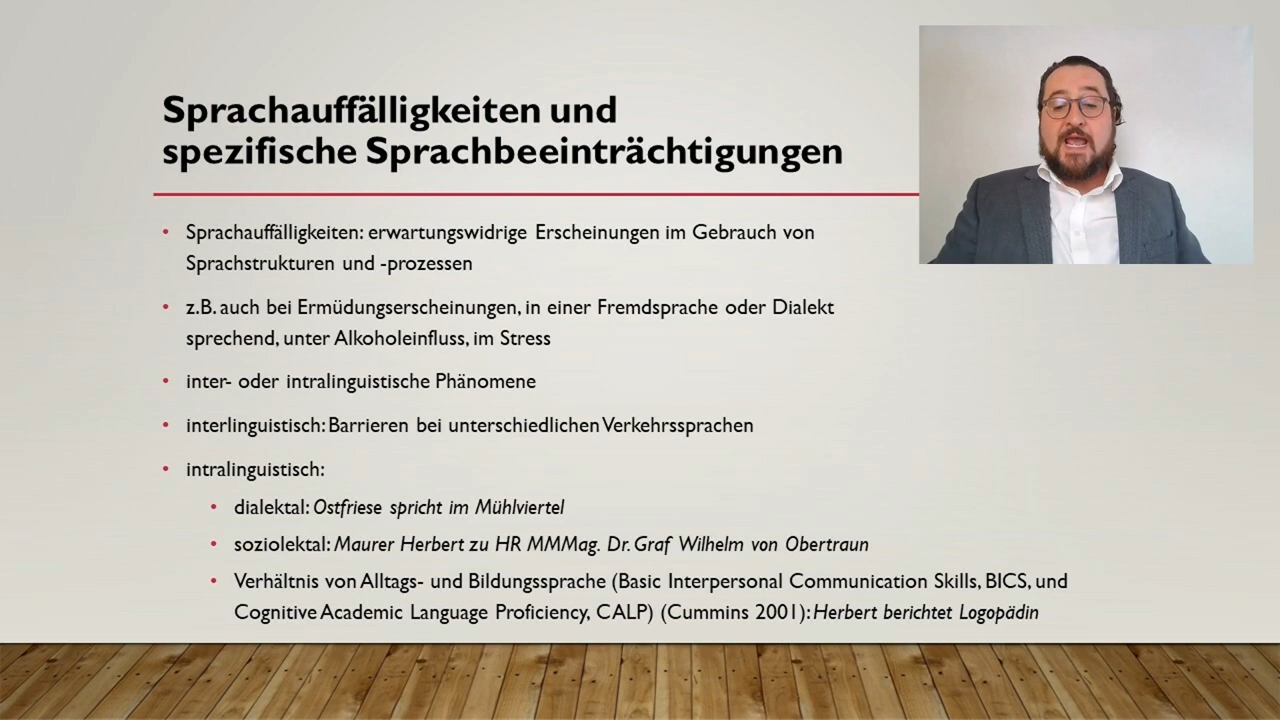 Sprachauffälligkeiten und
spezifische Sprachbeeinträchtigungen
• Sprachauffälligkeiten: erwartungswidrige Erscheinungen im Gebrauch von
Sprachstrukturen und -prozessen
• z.B. auch bei Ermüdungserscheinungen, in einer Fremdsprache oder Dialekt
sprechend, unter Alkoholeinfluss, im Stress
• inter- oder intralinguistische Phänomene
• interlinguistisch: Barrieren bei unterschiedlichen Verkehrssprachen
• intralinguistisch:
• dialektal: Ostfriese spricht im Mühlviertel
• soziolektal: Maurer Herbert zu HR MMMag. Dr. Graf Wilhelm von Obertraun
• Verhältnis von Alltags- und Bildungssprache (Basic Interpersonal Communication Skills, BICS, und
Cognitive Academic Language Proficiency, CALP) (Cummins 2001): Herbert berichtet Logopädin